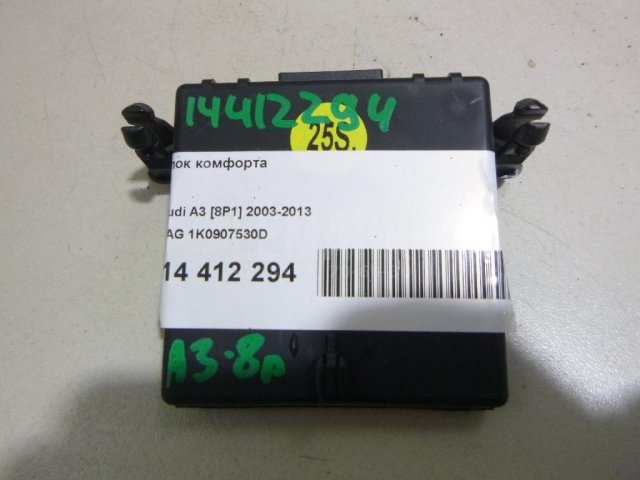 14412294
25S.
лок комфорта
udi A3 [8P1] 2003-2013
AG 1K0907530D
14 412 294
A3-8p